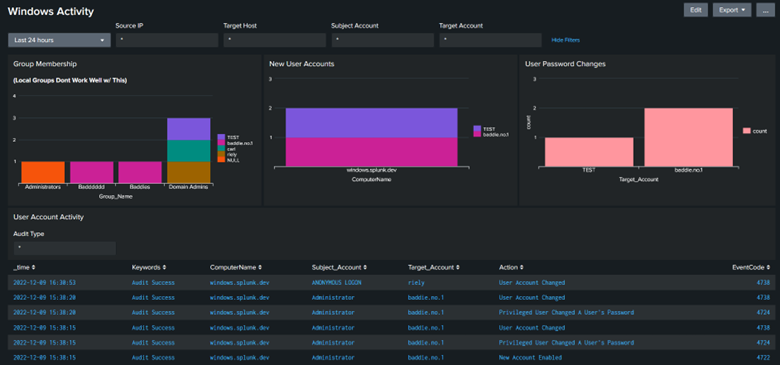 Windows Activity
Edit Export ...
Source IP Target Host Subject Account Target Account
Last 24 hours * * * * Hide Filters
Group Membership
(Local Groups Dont Work Well w/ This)
4
3
2
1
TEST
baddie.no.1
carl
riely
NULL
Administrators Baddddddd Baddies Domain Admins
Group_Name
New User Accounts
3
2
1
TEST
baddie.no.1
windows.splunk.dev
ComputerName
User Password Changes
count
3
2
1
count
TEST baddie.no.1
Target_Account
User Account Activity
Audit Type
*
_time Keywords ComputerName Subject_Account Target_Account Action EventCode
2022-12-09 16:38:53 Audit Success windows.splunk.dev ANONYMOUS LOGIN riely User Account Changed 4738
2022-12-09 15:38:20 Audit Success windows.splunk.dev Administrator baddie.no.1 User Account Changed 4738
2022-12-09 15:38:20 Audit Success windows.splunk.dev Administrator baddie.no.1 Privileged User Changed A User's Password 4724
2022-12-09 15:38:15 Audit Success windows.splunk.dev Administrator baddie.no.1 User Account Changed 4738
2022-12-09 15:38:15 Audit Success windows.splunk.dev Administrator baddie.no.1 Privileged User Changed A User's Password 4724
2022-12-09 15:38:15 Audit Success windows.splunk.dev Administrator baddie.no.1 New Account Enabled 4722